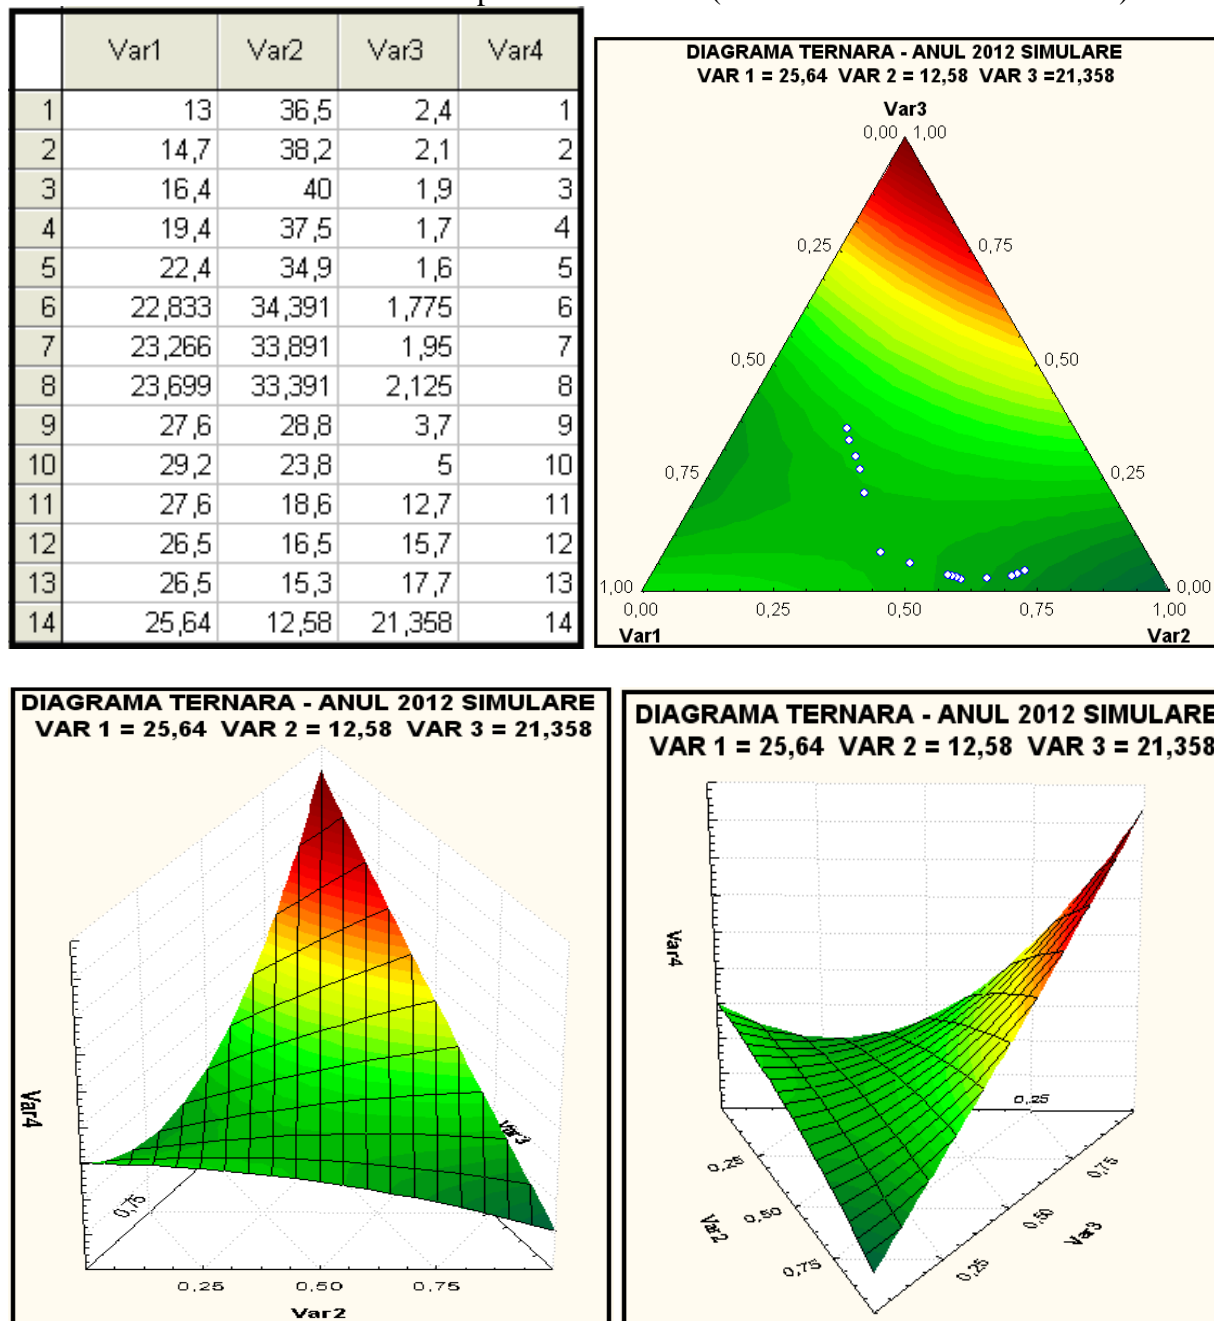 Var1 Var2 Var3 Var4
1 13 36,5 2,4 1
2 14,7 38,2 2,1 2
3 16,4 40 1,9 3
4 19,4 37,5 1,7 4
5 22,4 34,9 1,6 5
6 22,833 34,391 1,775 6
7 23,266 33,891 1,95 7
8 23,699 33,391 2,125 8
9 27,6 28,8 3,7 9
10 29,2 23,8 5 10
11 27,6 18,6 12,7 11
12 26,5 16,5 15,7 12
13 26,5 15,3 17,7 13
14 25,64 12,58 21,358 14
DIAGRAMA TERNARA - ANUL 2012 SIMULARE
VAR 1 = 25,64 VAR 2 = 12,58 VAR 3 =21,358
Var3
0,00 1,00
0,25 0,75
0,50 0,50
0,75 0,25
1,00 0,00
0,00 0,25 0,50 0,75 1,00
Var1 Var2
DIAGRAMA TERNARA - ANUL 2012 SIMULARE
VAR 1 = 25,64 VAR 2 = 12,58 VAR 3 = 21,358
Var4
Var3
0,75
0,25 0,50 0,75
Var2
DIAGRAMA TERNARA - ANUL 2012 SIMULARE
VAR 1 = 25,64 VAR 2 = 12,58 VAR 3 = 21,358
Var4
0,25
0,25 0,75
0,50 0,50
Var2 Var3
0,75 0,25